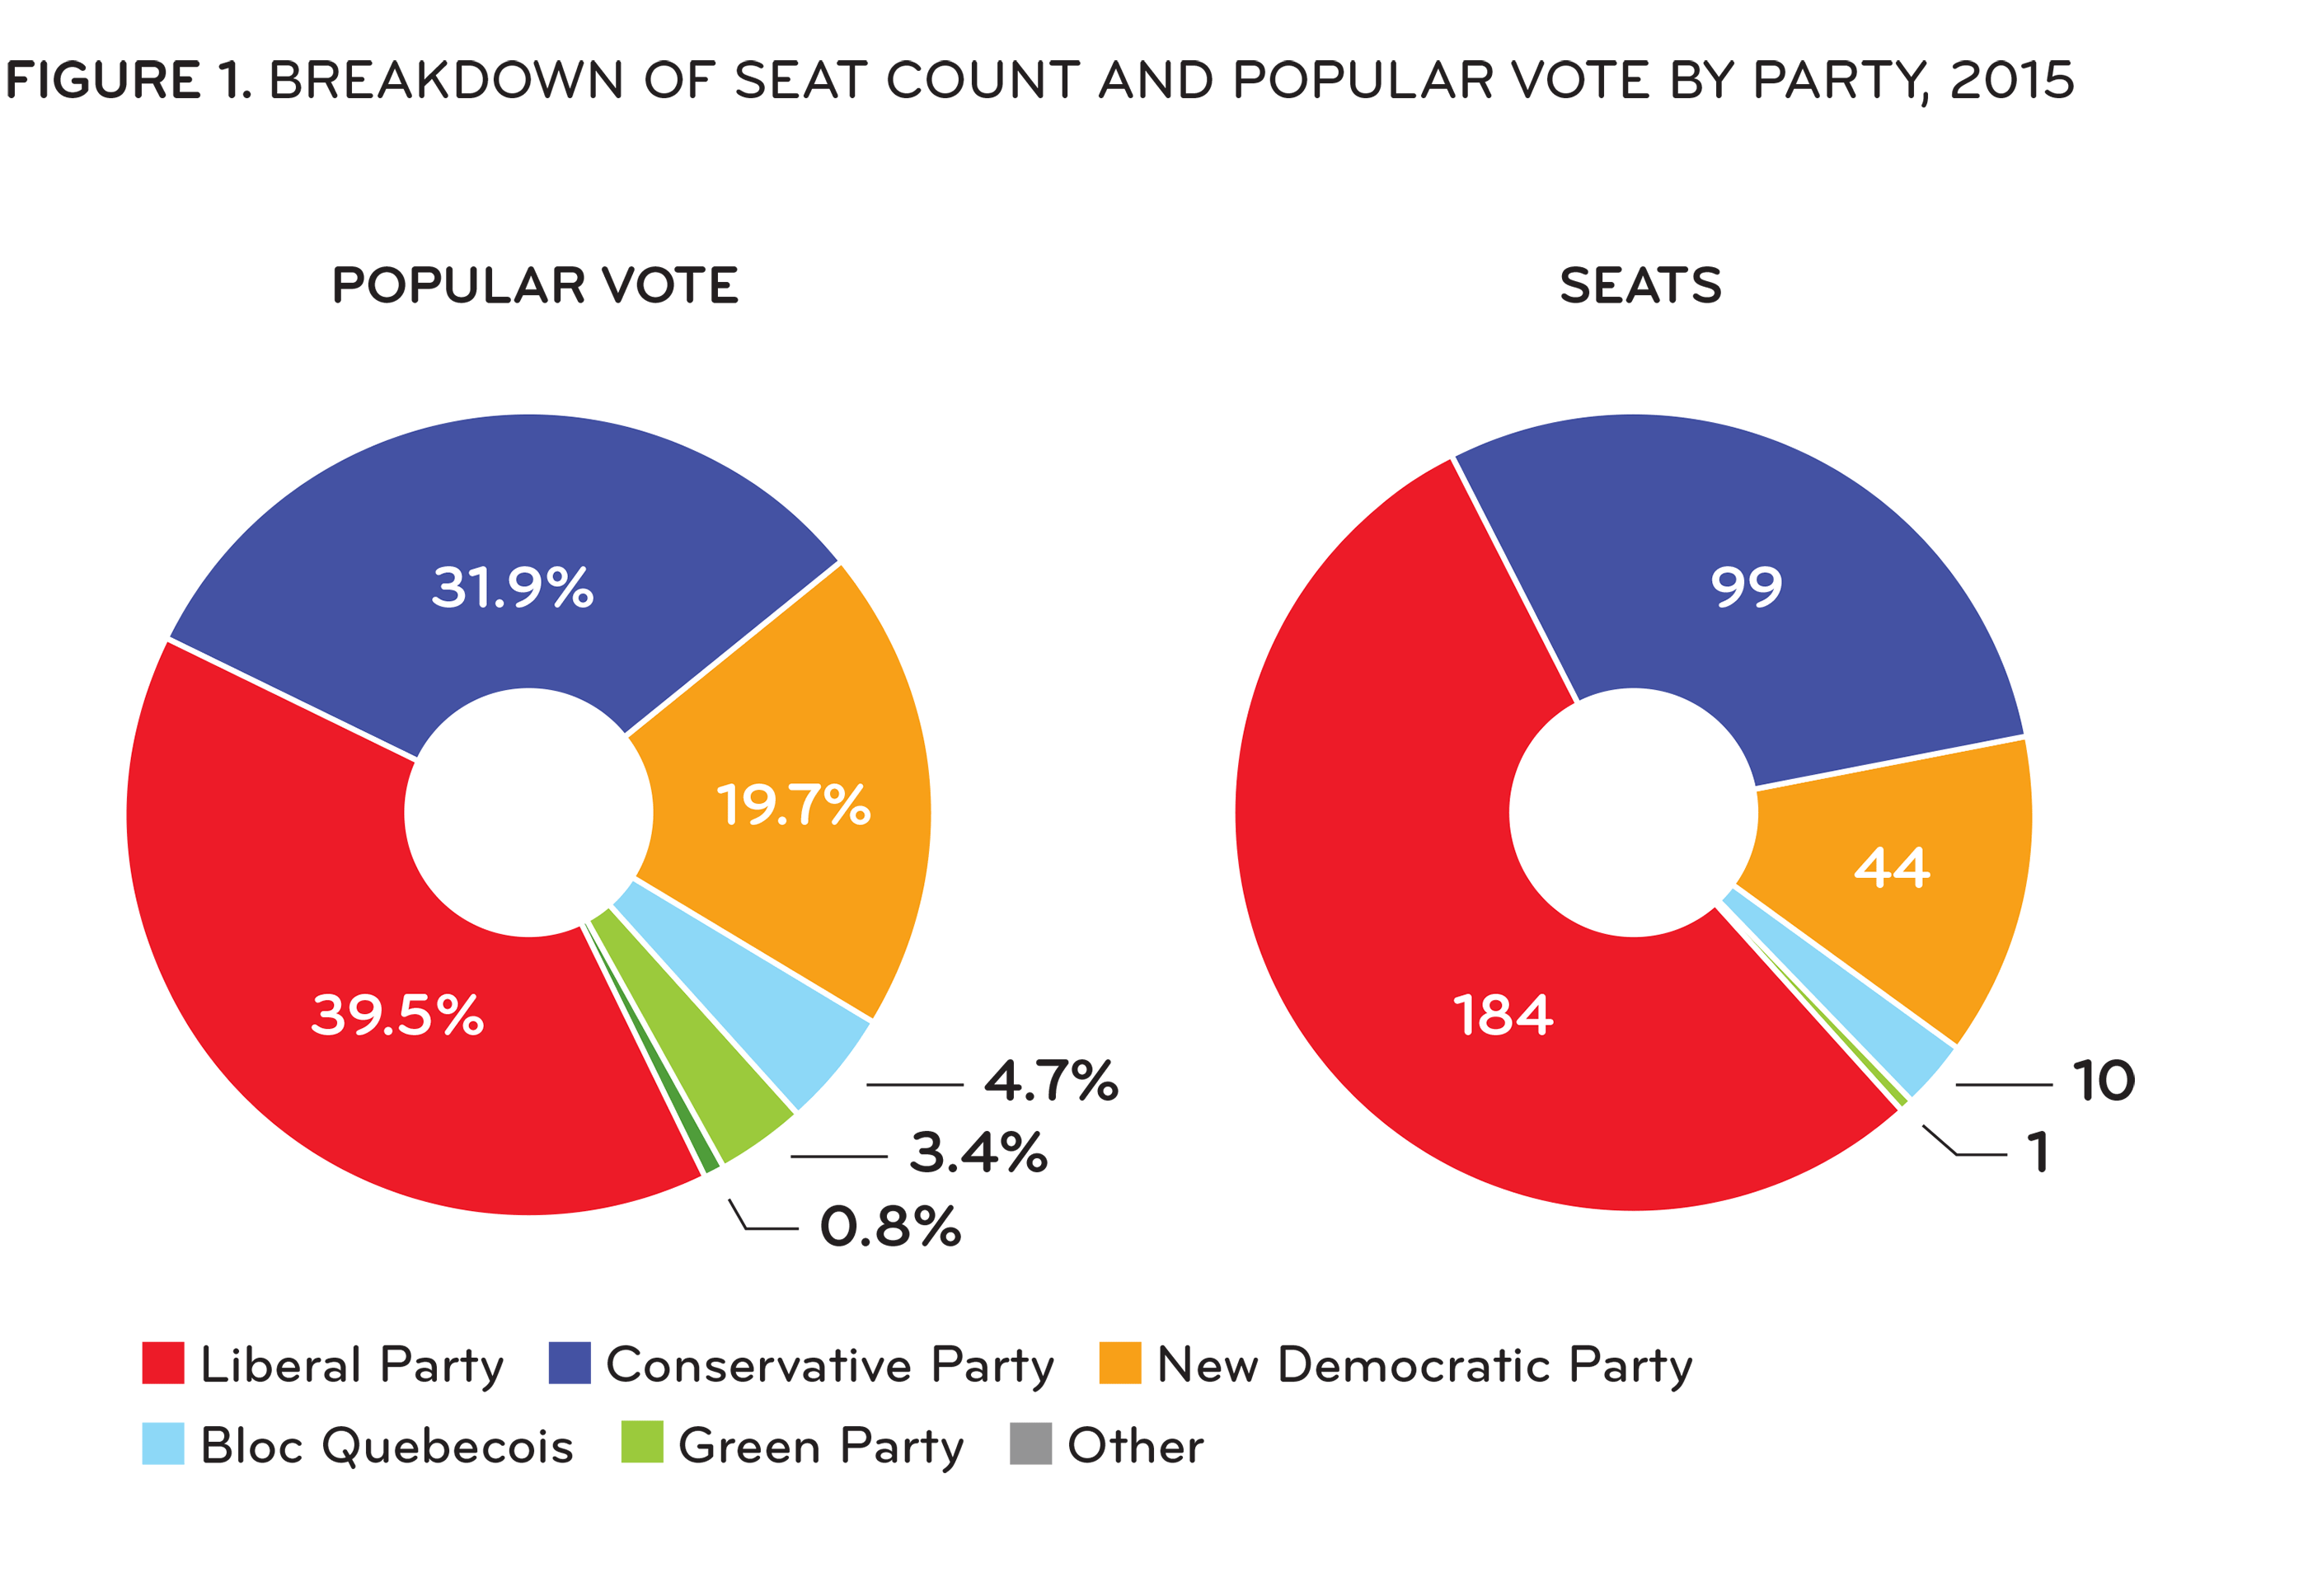 FIGURE 1. BREAKDOWN OF SEAT COUNT AND POPULAR VOTE BY PARTY, 2015
POPULAR VOTE
31.9%
19.7%
39.5%
4.7%
3.4%
0.8%
SEATS
99
44
184
10
1
Liberal Party Conservative Party New Democratic Party
Bloc Quebecois Green Party Other